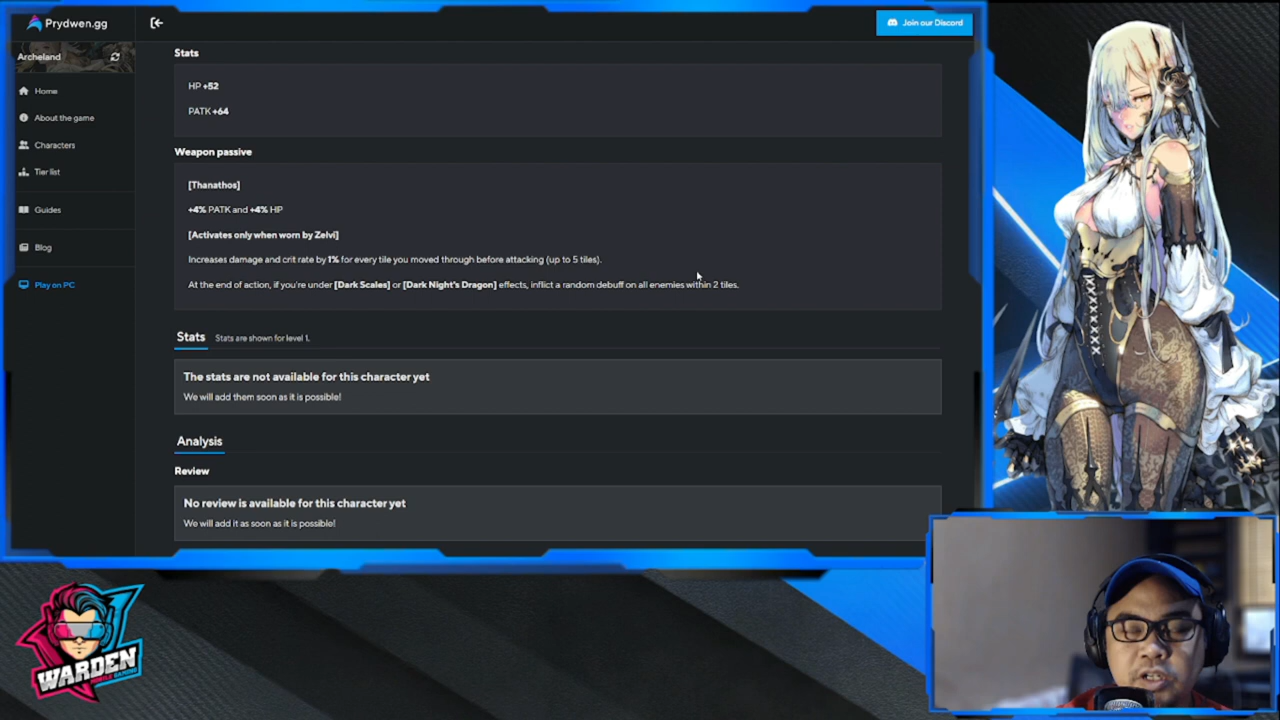 Prydwen.gg
Join our Discord
Archeland
Home
About the game
Characters
Tier list
Guides
Blog
Play on PC
Stats
HP +52
PATK +64
Weapon passive
[Thanathos]
+4% PATK and +4% HP
[Activates only when worn by Zelvi]
Increases damage and crit rate by 1% for every tile you moved through before attacking (up to 5 tiles).
At the end of action, if you're under [Dark Scales] or [Dark Night's Dragon] effects, inflict a random debuff on all enemies within 2 tiles.
Stats Stats are shown for level 1.
The stats are not available for this character yet
We will add them soon as it is possible!
Analysis
Review
No review is available for this character yet
We will add it as soon as it is possible!
WARDEN
MOBILE GAMING